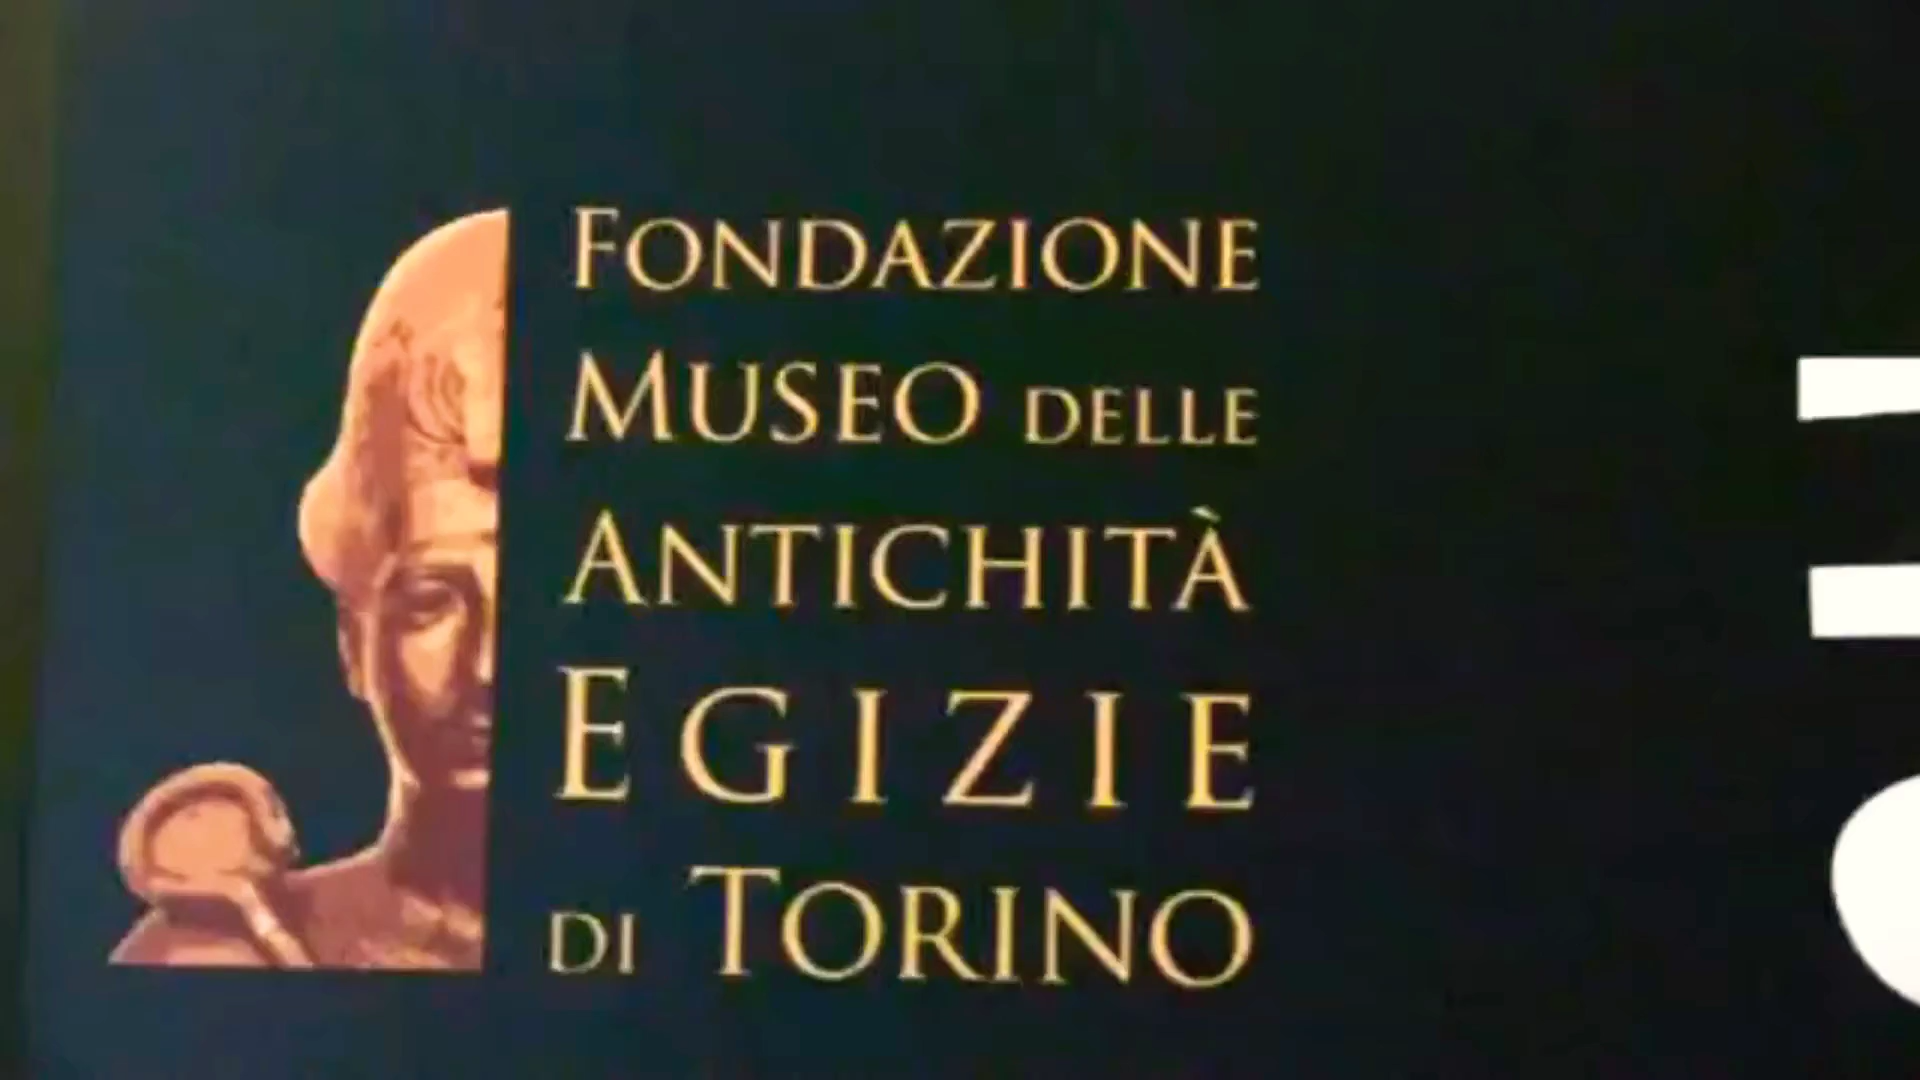 FONDAZIONE
MUSEO DELLE
ANTICHITÀ
EGIZIE
DI TORINO